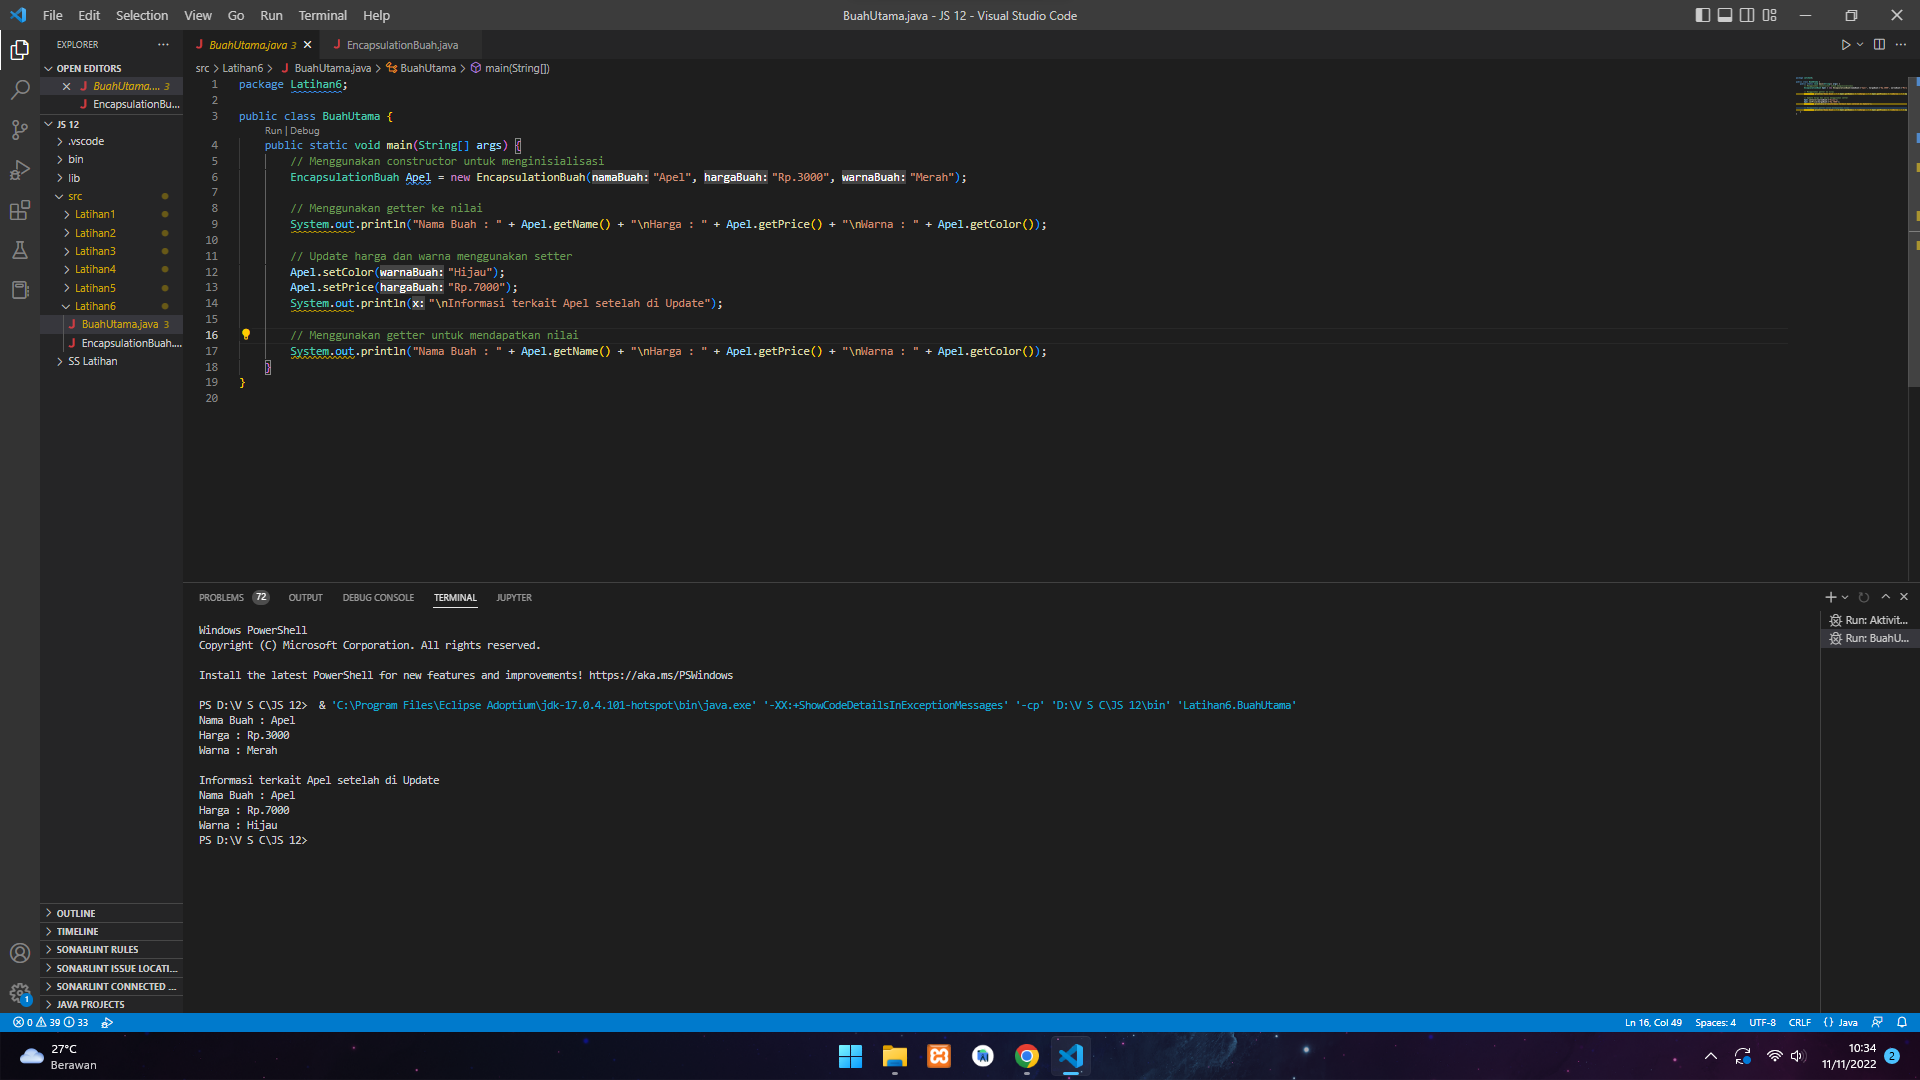 File Edit Selection View Go Run Terminal Help BuahUtama.java - JS 12 - Visual Studio Code
EXPLORER ...
OPEN EDITORS
BuahUtama.... 3
EncapsulationBu...
JS 12
.vscode
bin
lib
src
Latihan1
Latihan2
Latihan3
Latihan4
Latihan5
Latihan6
BuahUtama.java 3
EncapsulationBuah....
SS Latihan
OUTLINE
TIMELINE
SONARLINT RULES
SONARLINT ISSUE LOCATI...
SONARLINT CONNECTED ...
JAVA PROJECTS
BuahUtama.java 3 EncapsulationBuah.java
src > Latihan6 > BuahUtama.java > BuahUtama > main(String[])
1 package Latihan6;
2
3 public class BuahUtama {
Run | Debug
4 public static void main(String[] args) {
5 // Menggunakan constructor untuk menginisialisasi
6 EncapsulationBuah Apel = new EncapsulationBuah(namaBuah: "Apel", hargaBuah: "Rp.3000", warnaBuah: "Merah");
7
8 // Menggunakan getter ke nilai
9 System.out.println("Nama Buah : " + Apel.getName() + "\nHarga : " + Apel.getPrice() + "\nWarna : " + Apel.getColor());
10
11 // Update harga dan warna menggunakan setter
12 Apel.setColor(warnaBuah: "Hijau");
13 Apel.setPrice(hargaBuah: "Rp.7000");
14 System.out.println(x: "\nInformasi terkait Apel setelah di Update");
15
16 // Menggunakan getter untuk mendapatkan nilai
17 System.out.println("Nama Buah : " + Apel.getName() + "\nHarga : " + Apel.getPrice() + "\nWarna : " + Apel.getColor());
18 }
19 }
20
PROBLEMS 72 OUTPUT DEBUG CONSOLE TERMINAL JUPYTER
Windows PowerShell
Copyright (C) Microsoft Corporation. All rights reserved.
Install the latest PowerShell for new features and improvements! https://aka.ms/PSWindows
PS D:\V S C\JS 12> & 'C:\Program Files\Eclipse Adoptium\jdk-17.0.4.101-hotspot\bin\java.exe' '-XX:+ShowCodeDetailsInExceptionMessages' '-cp' 'D:\V S C\JS 12\bin' 'Latihan6.BuahUtama'
Nama Buah : Apel
Harga : Rp.3000
Warna : Merah
Informasi terkait Apel setelah di Update
Nama Buah : Apel
Harga : Rp.7000
Warna : Hijau
PS D:\V S C\JS 12>
Run: Aktivit...
Run: BuahU...
1
0 39 33 Ln 16, Col 49 Spaces: 4 UTF-8 CRLF {} Java
27°C
Berawan
10:34
11/11/2022 2